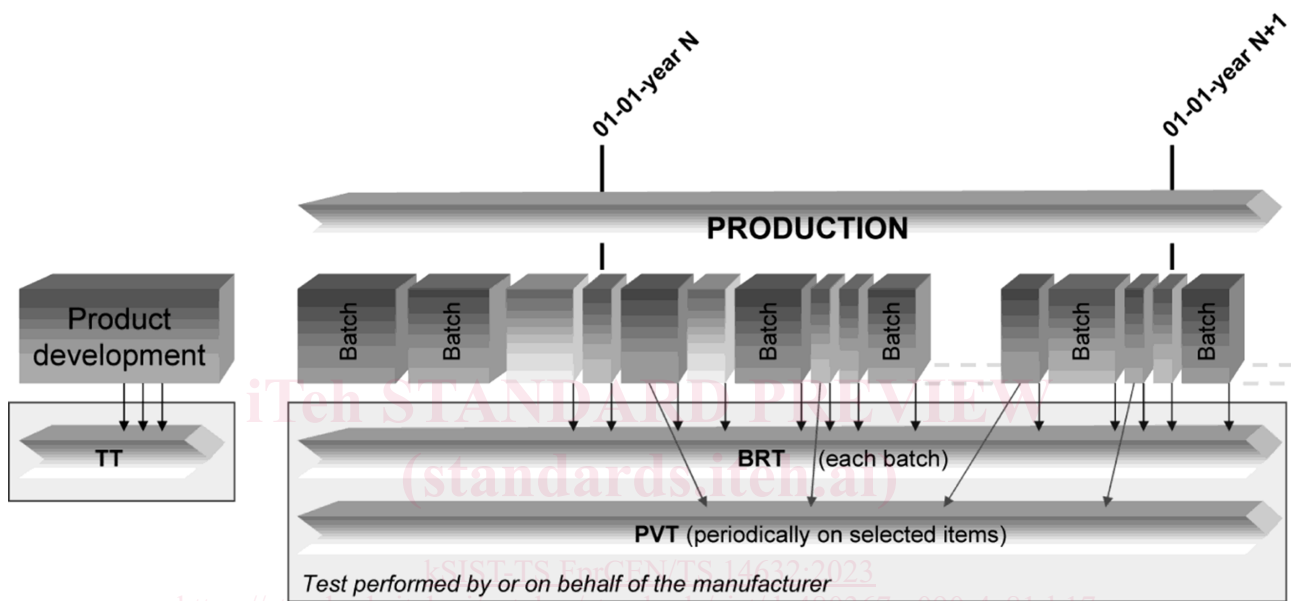 01-01-year N
01-01-year N+1
PRODUCTION
Product
development
Batch
Batch
Batch
Batch
Batch
Batch
iTeh STANDARD PREVIEW
TT
BRT (each batch)
(standards.iteh.ai)
PVT (periodically on selected items)
kSIST-TS FprCEN/TS 14632:2023
Test performed by or on behalf of the manufacturer